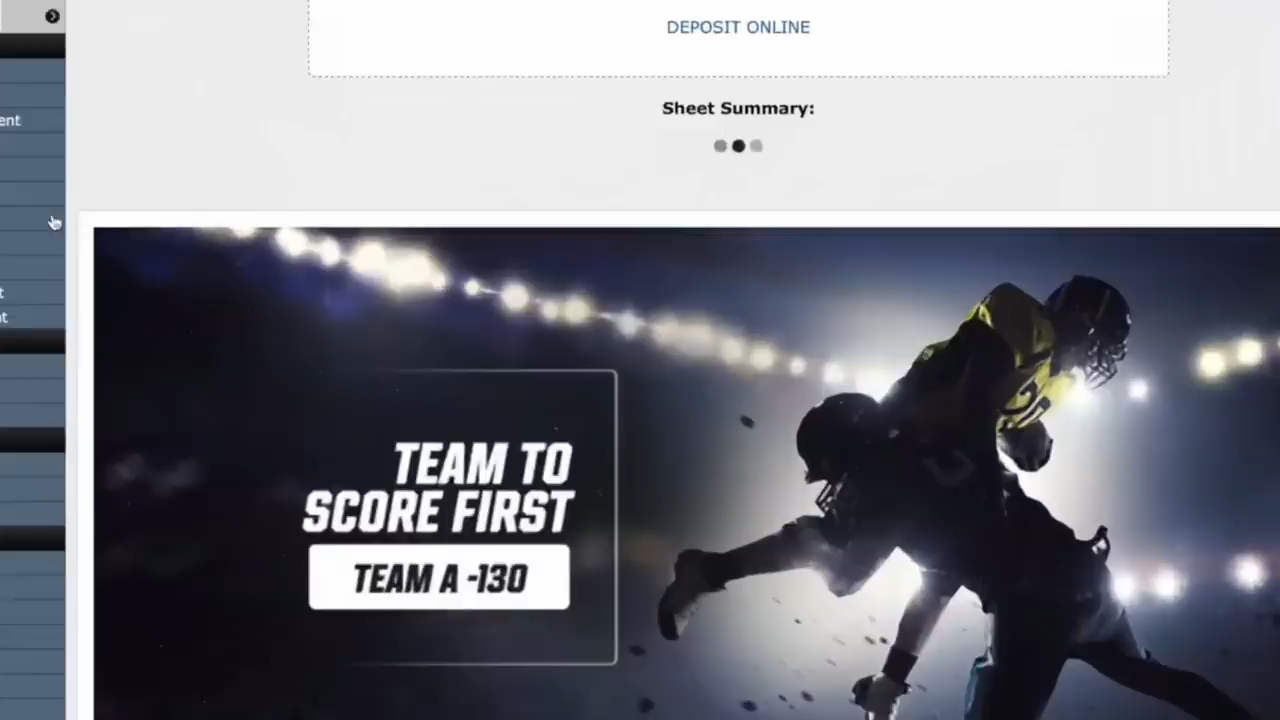 DEPOSIT ONLINE
Sheet Summary:
TEAM TO
SCORE FIRST
TEAM A -130